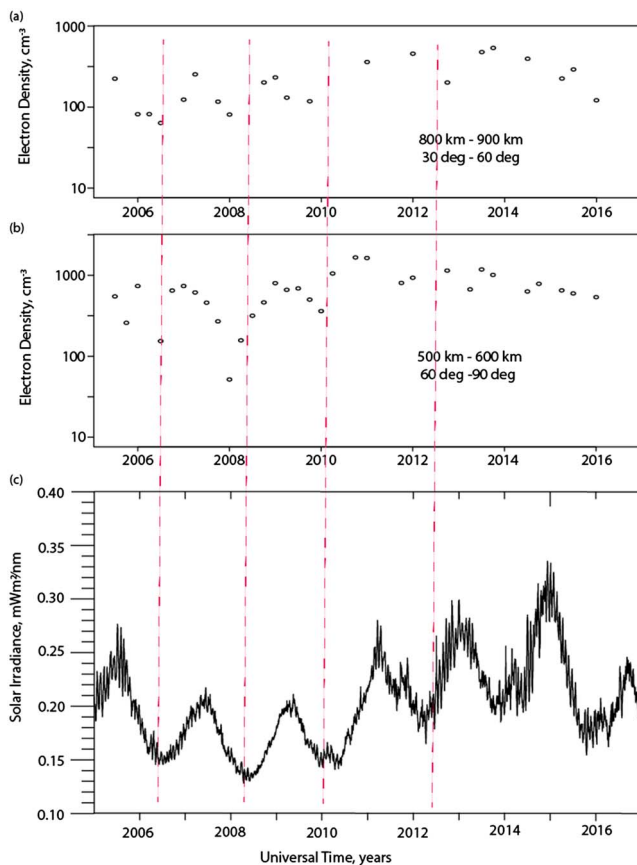 (a)
1000
100
10
Electron Density, cm⁻³
800 km - 900 km
30 deg - 60 deg
2006 2008 2010 2012 2014 2016
(b)
1000
100
10
Electron Density, cm⁻³
500 km - 600 km
60 deg -90 deg
2006 2008 2010 2012 2014 2016
(c)
0.40
0.35
0.30
0.25
0.20
0.15
0.10
Solar Irradiance, mWm²/nm
2006 2008 2010 2012 2014 2016
Universal Time, years